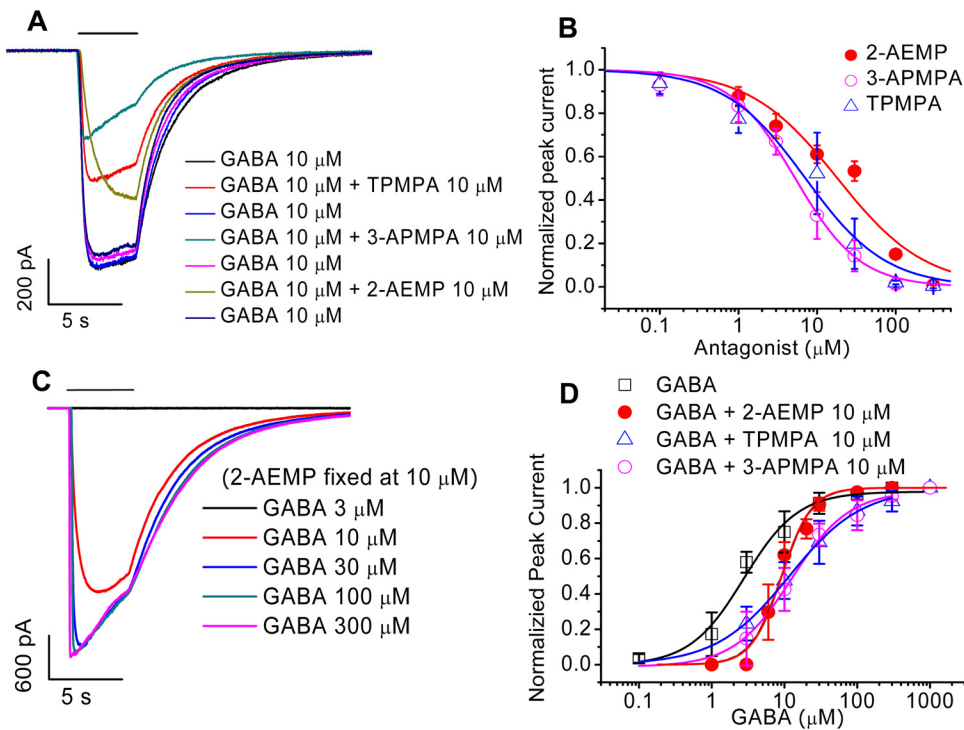 A
GABA 10 μM
GABA 10 μM + TPMPA 10 μM
GABA 10 μM
GABA 10 μM + 3-APMPA 10 μM
GABA 10 μM
GABA 10 μM + 2-AEMP 10 μM
GABA 10 μM
200 pA
5 s
B
2-AEMP
3-APMPA
TPMPA
Normalized peak current
1.0
0.8
0.6
0.4
0.2
0.0
0.1
1
10
100
Antagonist (μM)
C
(2-AEMP fixed at 10 μM)
GABA 3 μM
GABA 10 μM
GABA 30 μM
GABA 100 μM
GABA 300 μM
600 pA
5 s
D
GABA
GABA + 2-AEMP 10 μM
GABA + TPMPA 10 μM
GABA + 3-APMPA 10 μM
Normalizied Peak Current
1.0
0.8
0.6
0.4
0.2
0.0
0.1
1
10
100
1000
GABA (μM)